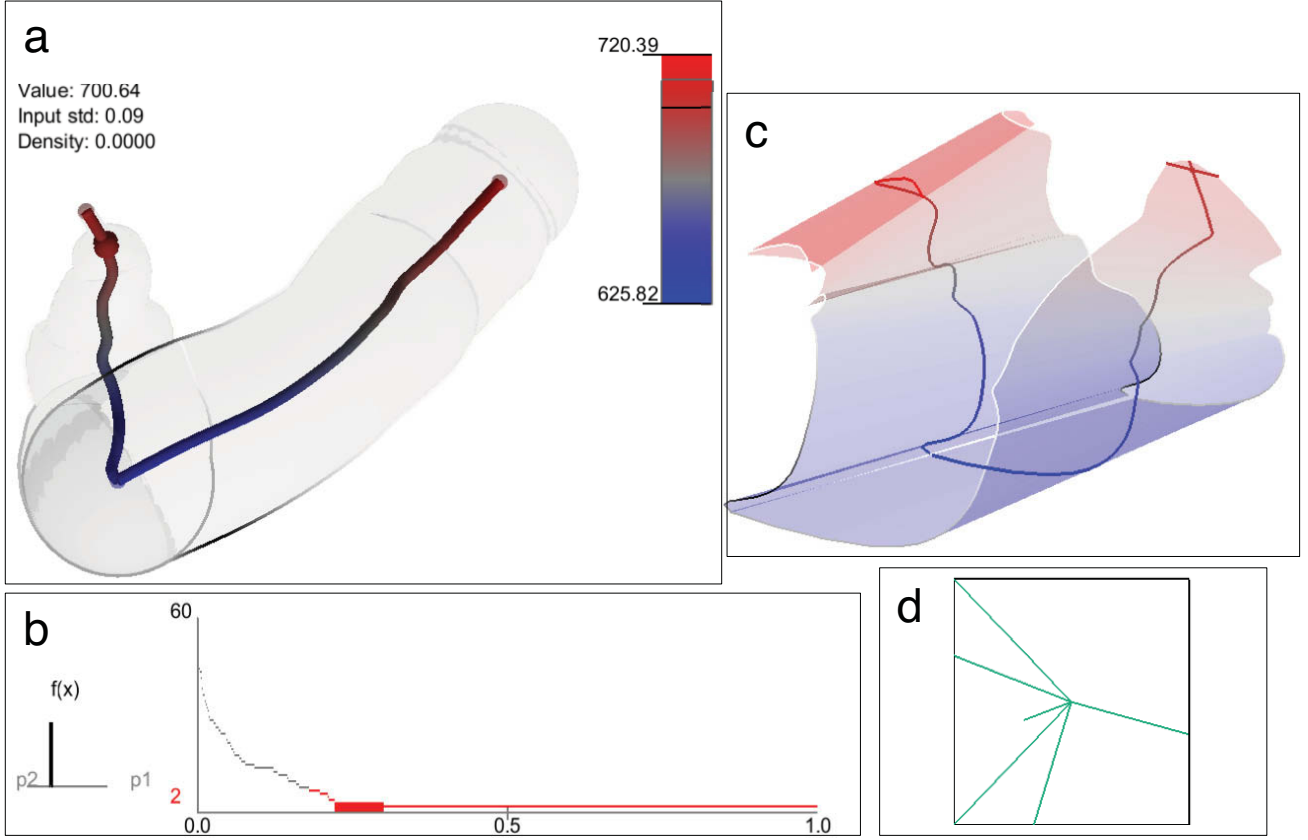 a
720.39
Value: 700.64
Input std: 0.09
Density: 0.0000
625.82
c
b
60
f(x)
p2
p1
2
0.0
0.5
1.0
d